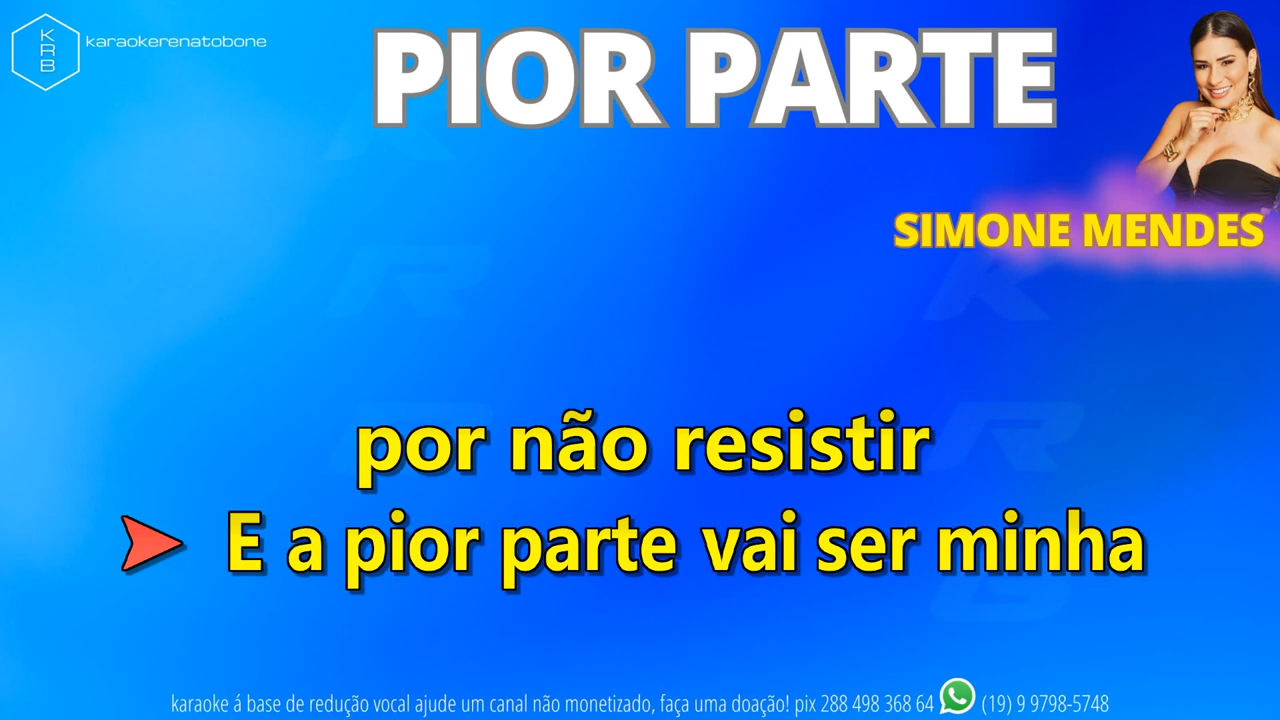 KRB
karaokerenatobone
PIOR PARTE
SIMONE MENDES
por não resistir
E a pior parte vai ser minha
karaoke á base de redução vocal ajude um canal não monetizado, faça uma doação! pix 288 498 368 64 (19) 9 9798-5748